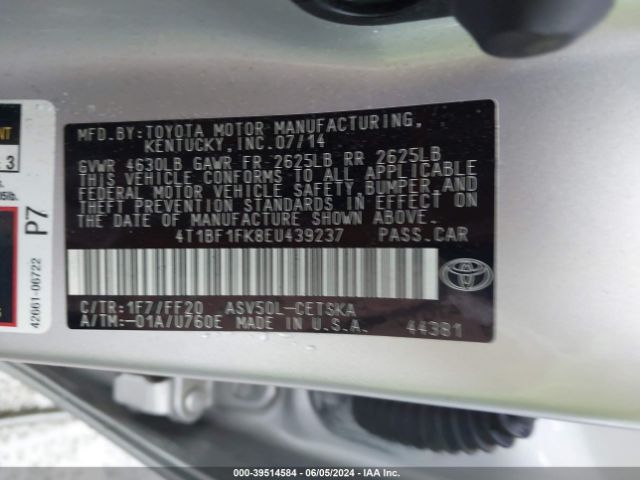 MFD.BY:TOYOTA MOTOR MANUFACTURING,
KENTUCKY,INC.07/14
GVWR 4630LB GAWR FR 2625LB RR 2625LB
THIS VEHICLE CONFORMS TO ALL APPLICABLE
FEDERAL MOTOR VEHICLE SAFETY,BUMPER,AND
THEFT PREVENTION STANDARDS IN EFFECT ON
THE DATE OF MANUFACTURE SHOWN ABOVE.
4T1BF1FK8EU439237 PASS.CAR
C/TR:1F7/FF20 ASV50L-CETSKA
A/TM:-01A/U760E MADE IN U.S.A. 44381
TOYOTA
3
P7
42661-06722
000-39514584 / 06/05/2024 / IAA Inc.